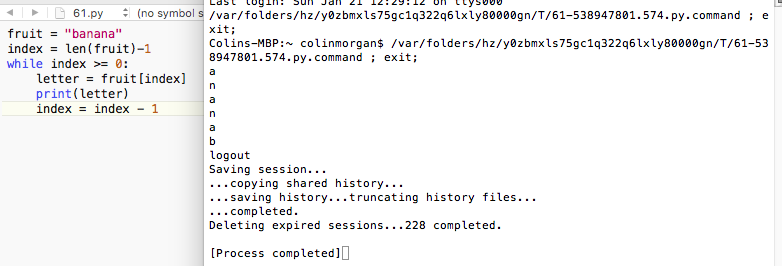 61.py
(no symbol s
fruit = "banana"
index = len(fruit)-1
while index >= 0:
    letter = fruit[index]
    print(letter)
    index = index - 1
Last login: Sun Jan 21 12:29:12 on ttys000
/var/folders/hz/y0zbmxls75gc1q322q6lxly80000gn/T/61-538947801.574.py.command ; e
xit;
Colins-MBP:~ colinmorgan$ /var/folders/hz/y0zbmxls75gc1q322q6lxly80000gn/T/61-53
8947801.574.py.command ; exit;
a
n
a
n
a
b
logout
Saving session...
...copying shared history...
...saving history...truncating history files...
...completed.
Deleting expired sessions...228 completed.
[Process completed]